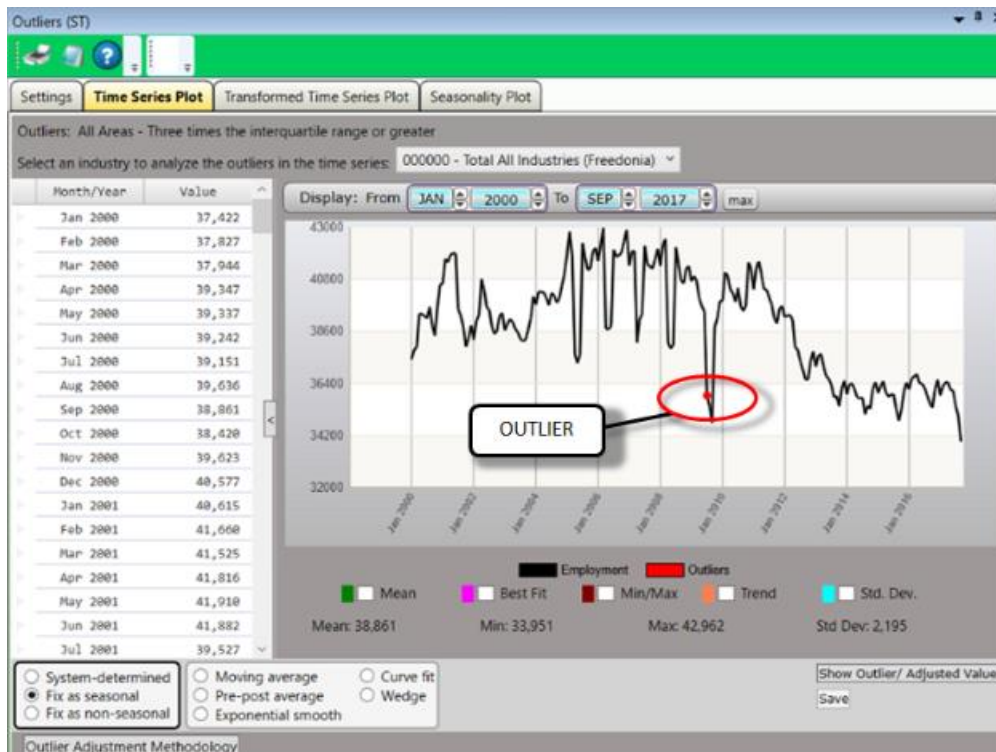 Outliers (ST)
Settings
Time Series Plot
Transformed Time Series Plot
Seasonality Plot
Outliers: All Areas - Three times the interquartile range or greater
Select an industry to analyze the outliers in the time series: 000000 - Total All Industries (Freedonia)
Month/Year Value
Jan 2000 37,422
Feb 2000 37,827
Mar 2000 37,944
Apr 2000 39,347
May 2000 39,337
Jun 2000 39,242
Jul 2000 39,151
Aug 2000 39,636
Sep 2000 38,861
Oct 2000 38,420
Nov 2000 39,623
Dec 2000 40,577
Jan 2001 40,615
Feb 2001 41,660
Mar 2001 41,525
Apr 2001 41,816
May 2001 41,910
Jun 2001 41,882
Jul 2001 39,527
<
Display: From JAN 2000 To SEP 2017 max
43000
40800
38600
36400
34200
32000
OUTLIER
Jan 2000
Jan 2002
Jan 2004
Jan 2006
Jan 2008
Jan 2010
Jan 2012
Jan 2014
Jan 2016
Employment Outliers
Mean Best Fit Min/Max Trend Std. Dev.
Mean: 38,861 Min: 33,951 Max: 42,962 Std Dev: 2,195
System-determined
Fix as seasonal
Fix as non-seasonal
Moving average Curve fit
Pre-post average Wedge
Exponential smooth
Show Outlier/ Adjusted Value
Save
Outlier Adjustment Methodology